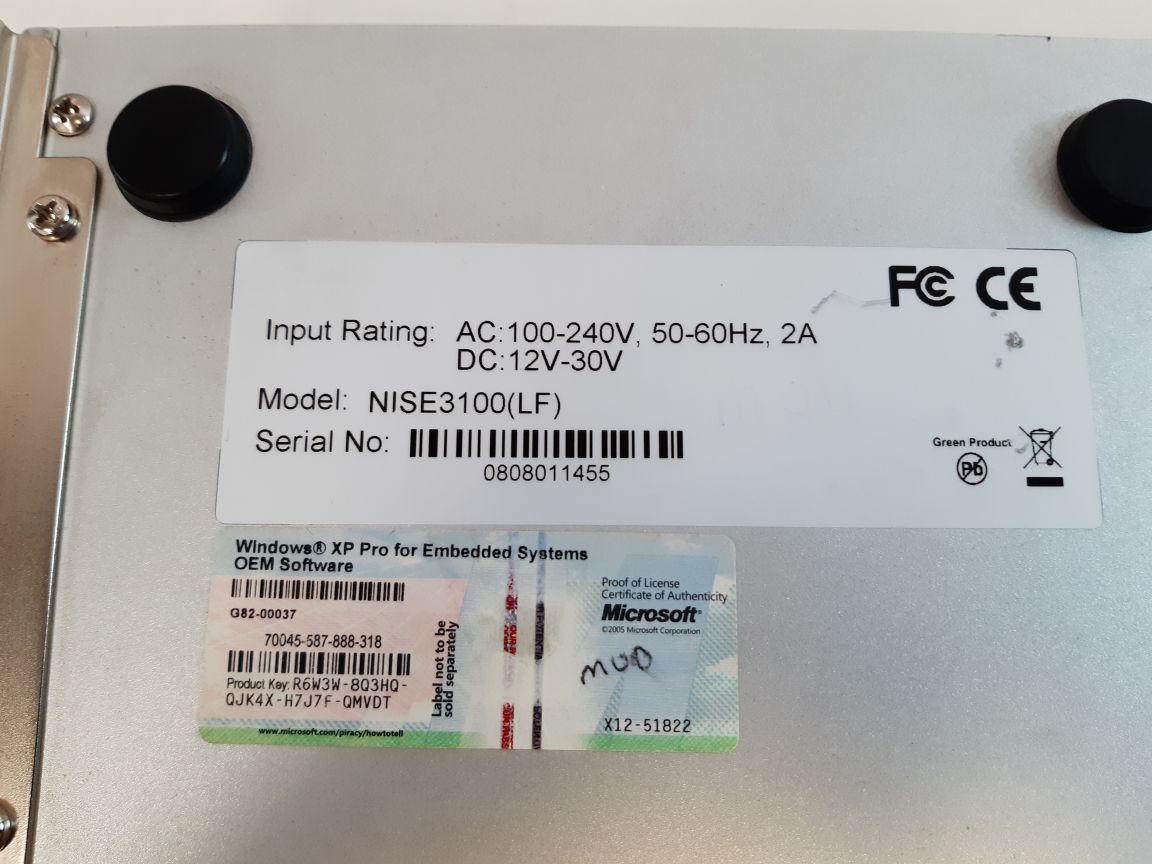 FC CE
Input Rating: AC:100-240V, 50-60Hz, 2A
DC:12V-30V
Model: NISE3100(LF)
Serial No:
0808011455
Green Product
Pb
Windows® XP Pro for Embedded Systems
OEM Software
G82-00037
70045-587-888-318
Product Key: R6W3W-8Q3HQ-
QJK4X-H7J7F-QMVDT
www.microsoft.com/piracy/howtotell
Label not to be
sold separately
Proof of License
Certificate of Authenticity
Microsoft®
©2005 Microsoft Corporation
MUD
X12-51822